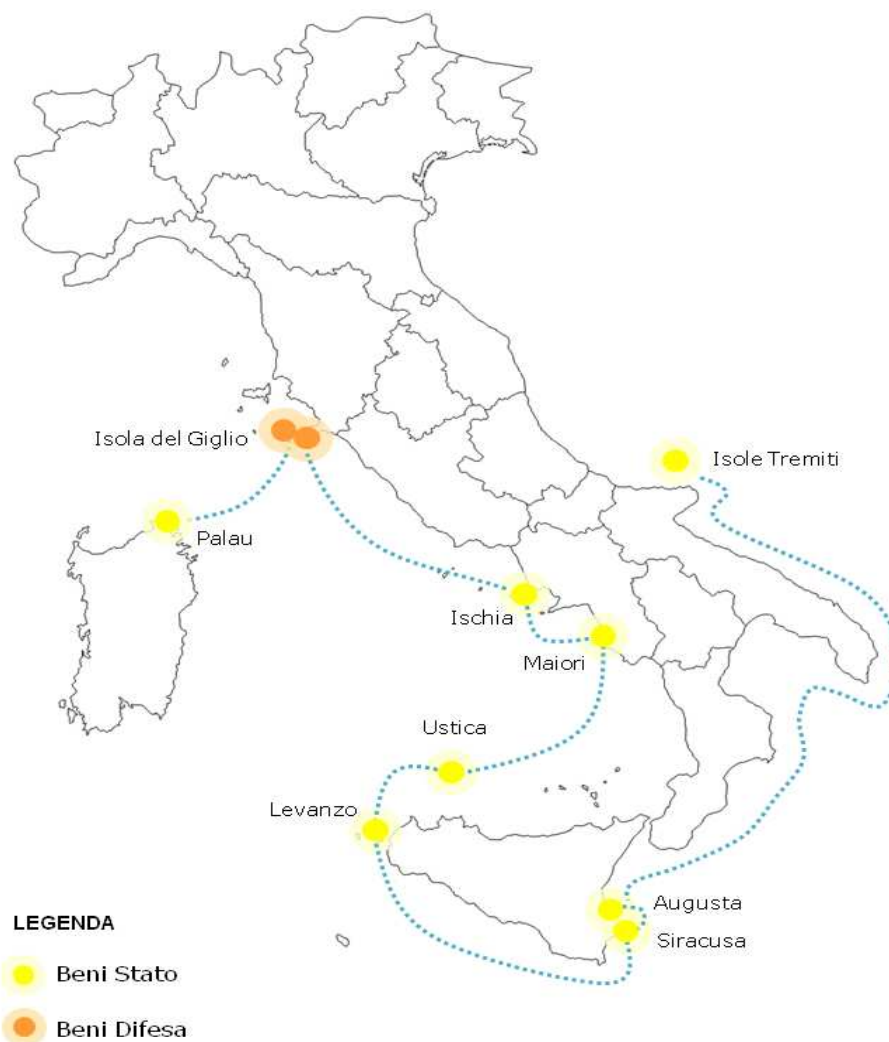 Isola del Giglio
Isole Tremiti
Palau
Ischia
Maiori
Ustica
Levanzo
Augusta
Siracusa
LEGENDA
Beni Stato
Beni Difesa